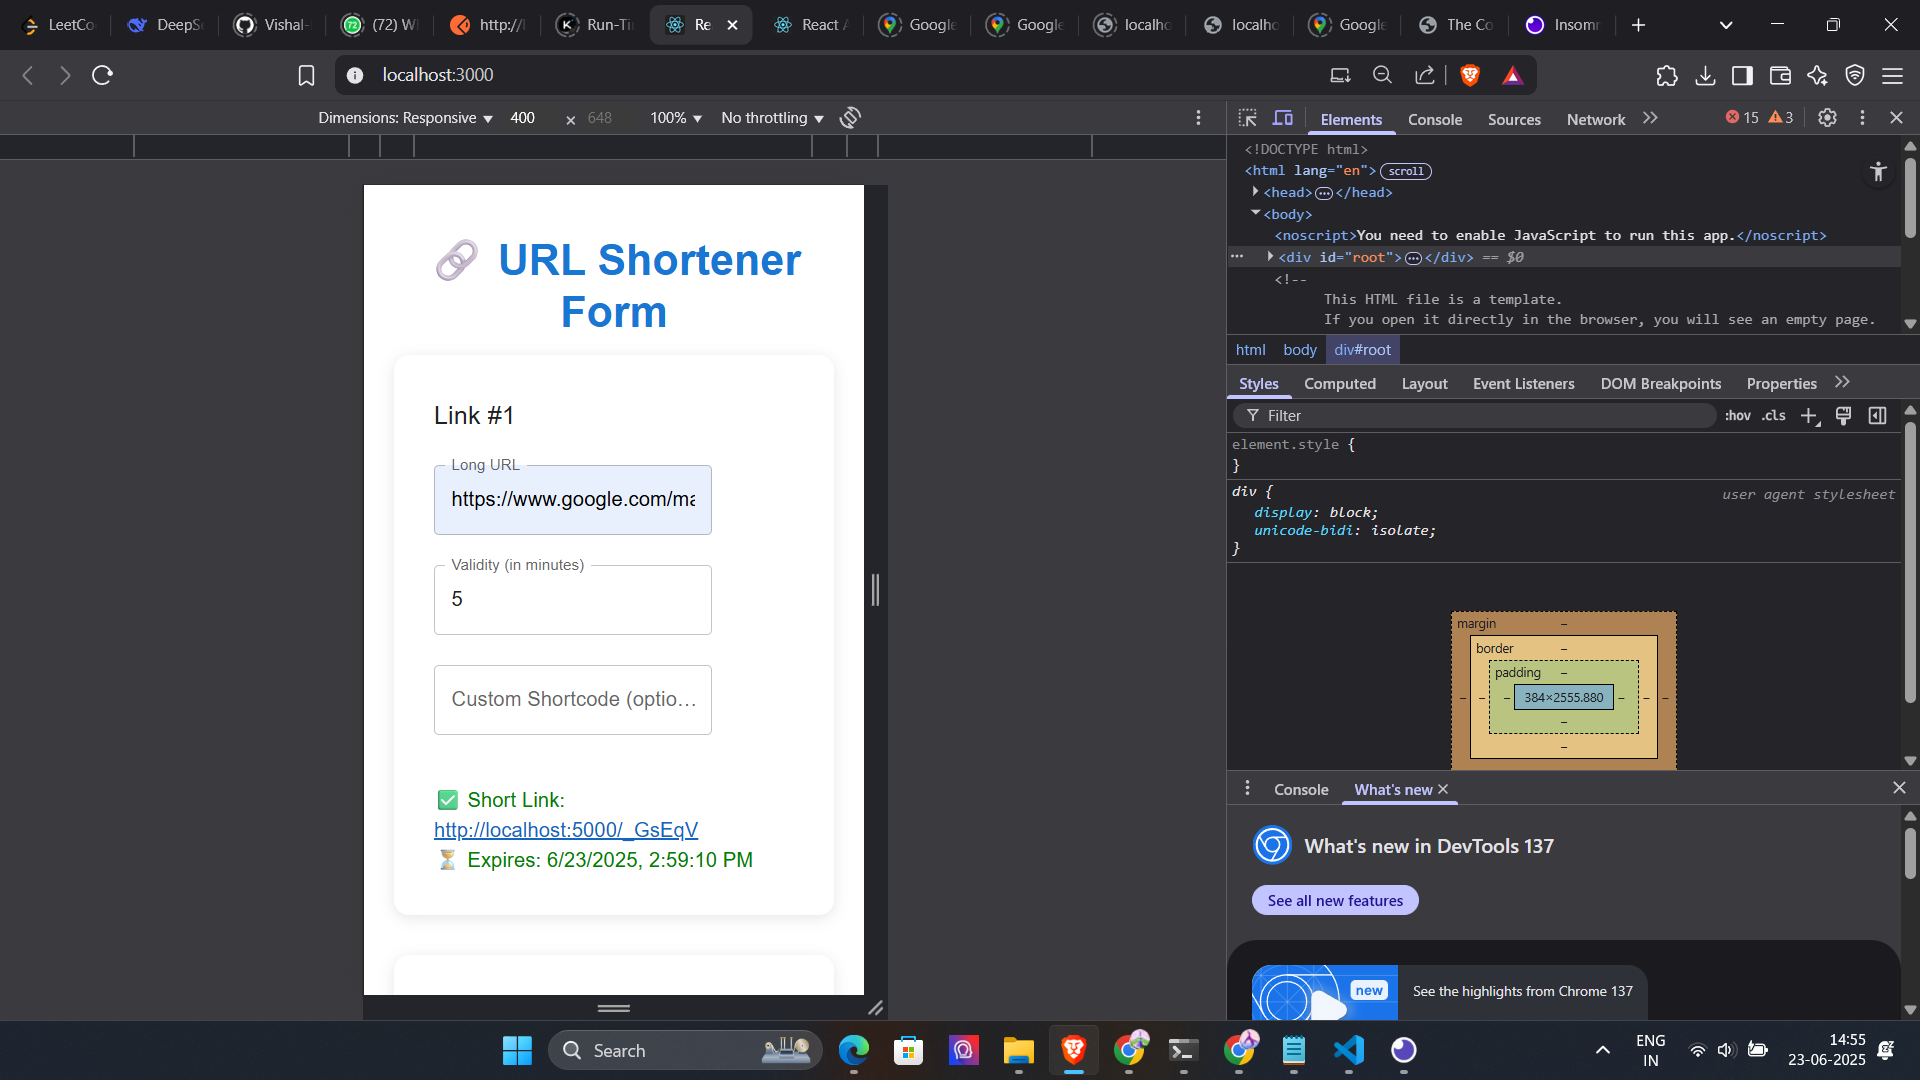 LeetCo
DeepSe
Vishal-
(72) W
http://l
Run-Ti
Re
React A
Google
Google
localho
localho
Google
The Co
Insomn
localhost:3000
Dimensions: Responsive 400 × 648 100% No throttling
Elements Console Sources Network 15 3
<!DOCTYPE html>
<html lang="en"> scroll
<head> ⋯ </head>
<body>
<noscript>You need to enable JavaScript to run this app.</noscript>
<div id="root"> ⋯ </div> == $0
<!--
This HTML file is a template.
If you open it directly in the browser, you will see an empty page.
html body div#root
Styles Computed Layout Event Listeners DOM Breakpoints Properties
Filter :hov .cls
element.style {
}
div { user agent stylesheet
display: block;
unicode-bidi: isolate;
}
margin –
border –
padding –
– – – 384×2555.880 – – –
–
–
Console What's new
What's new in DevTools 137
See all new features
new See the highlights from Chrome 137
🔗 URL Shortener
Form
Link #1
Long URL
https://www.google.com/ma
Validity (in minutes)
5
Custom Shortcode (optio…
✅ Short Link:
http://localhost:5000/_GsEqV
⏳ Expires: 6/23/2025, 2:59:10 PM
Search
ENG
IN
14:55
23-06-2025